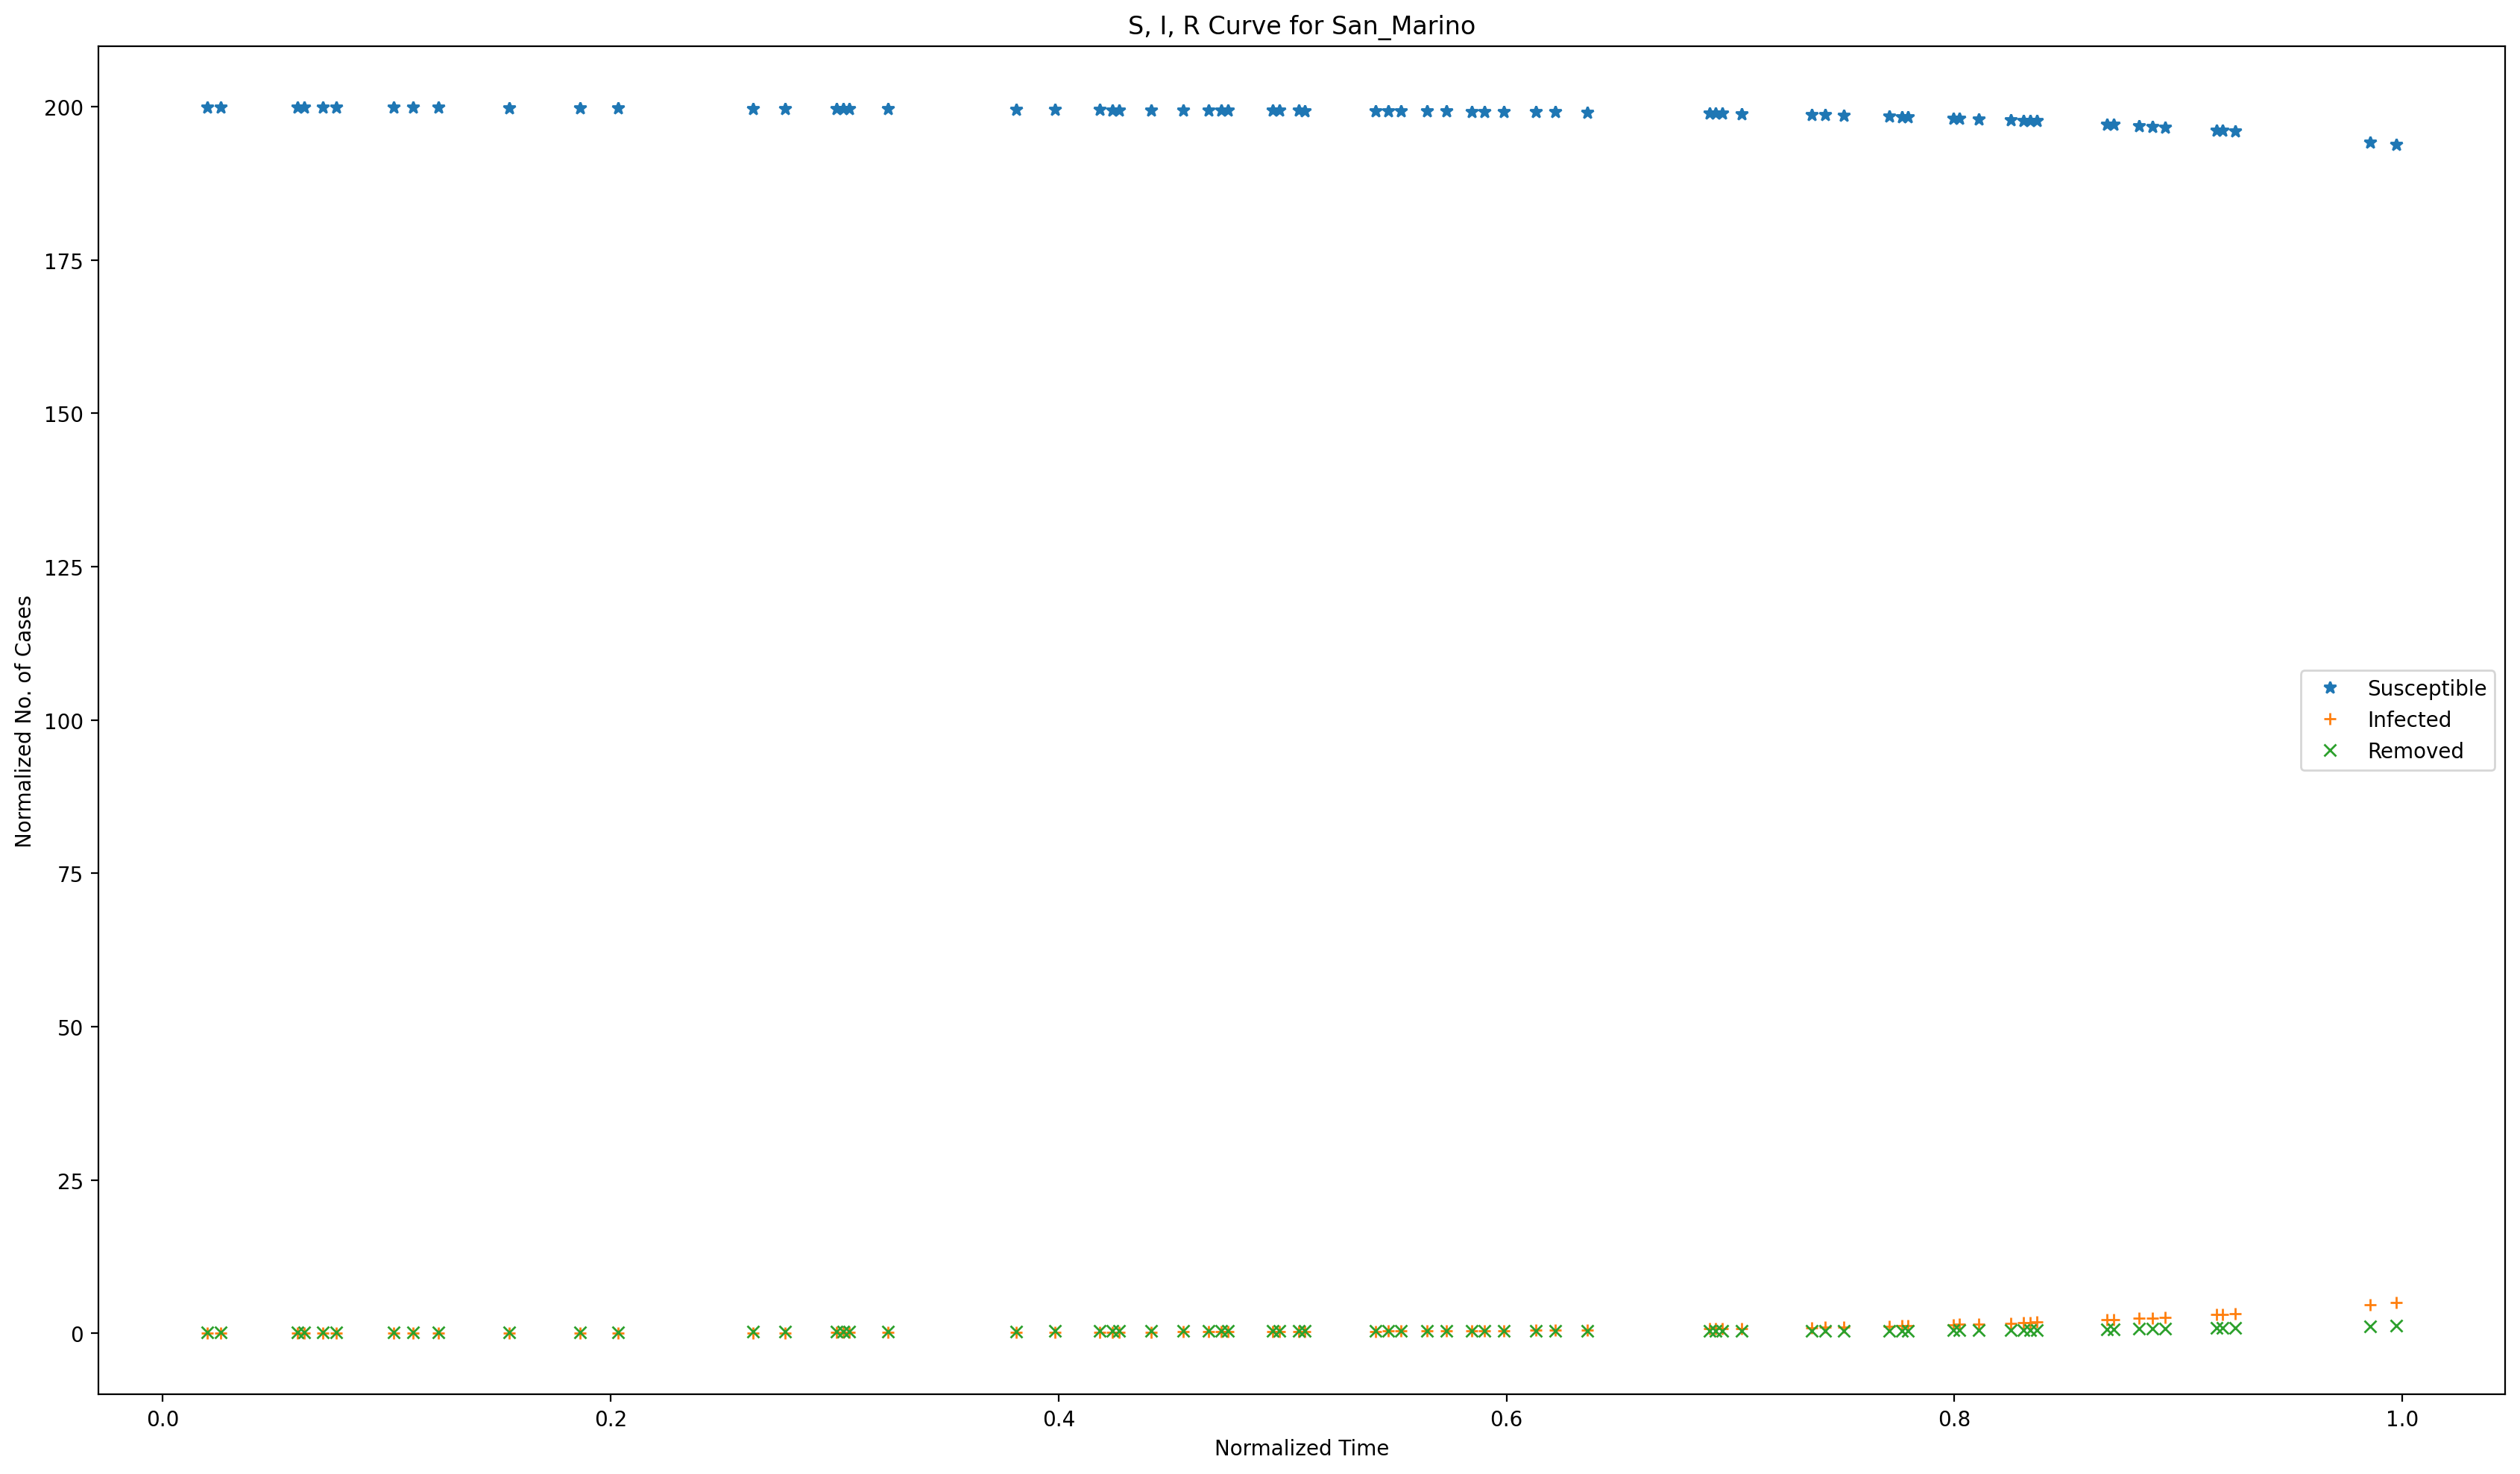 S, I, R Curve for San_Marino
Normalized No. of Cases
200
175
150
125
100
75
50
25
0
Susceptible
Infected
Removed
0.0 0.2 0.4 0.6 0.8 1.0
Normalized Time